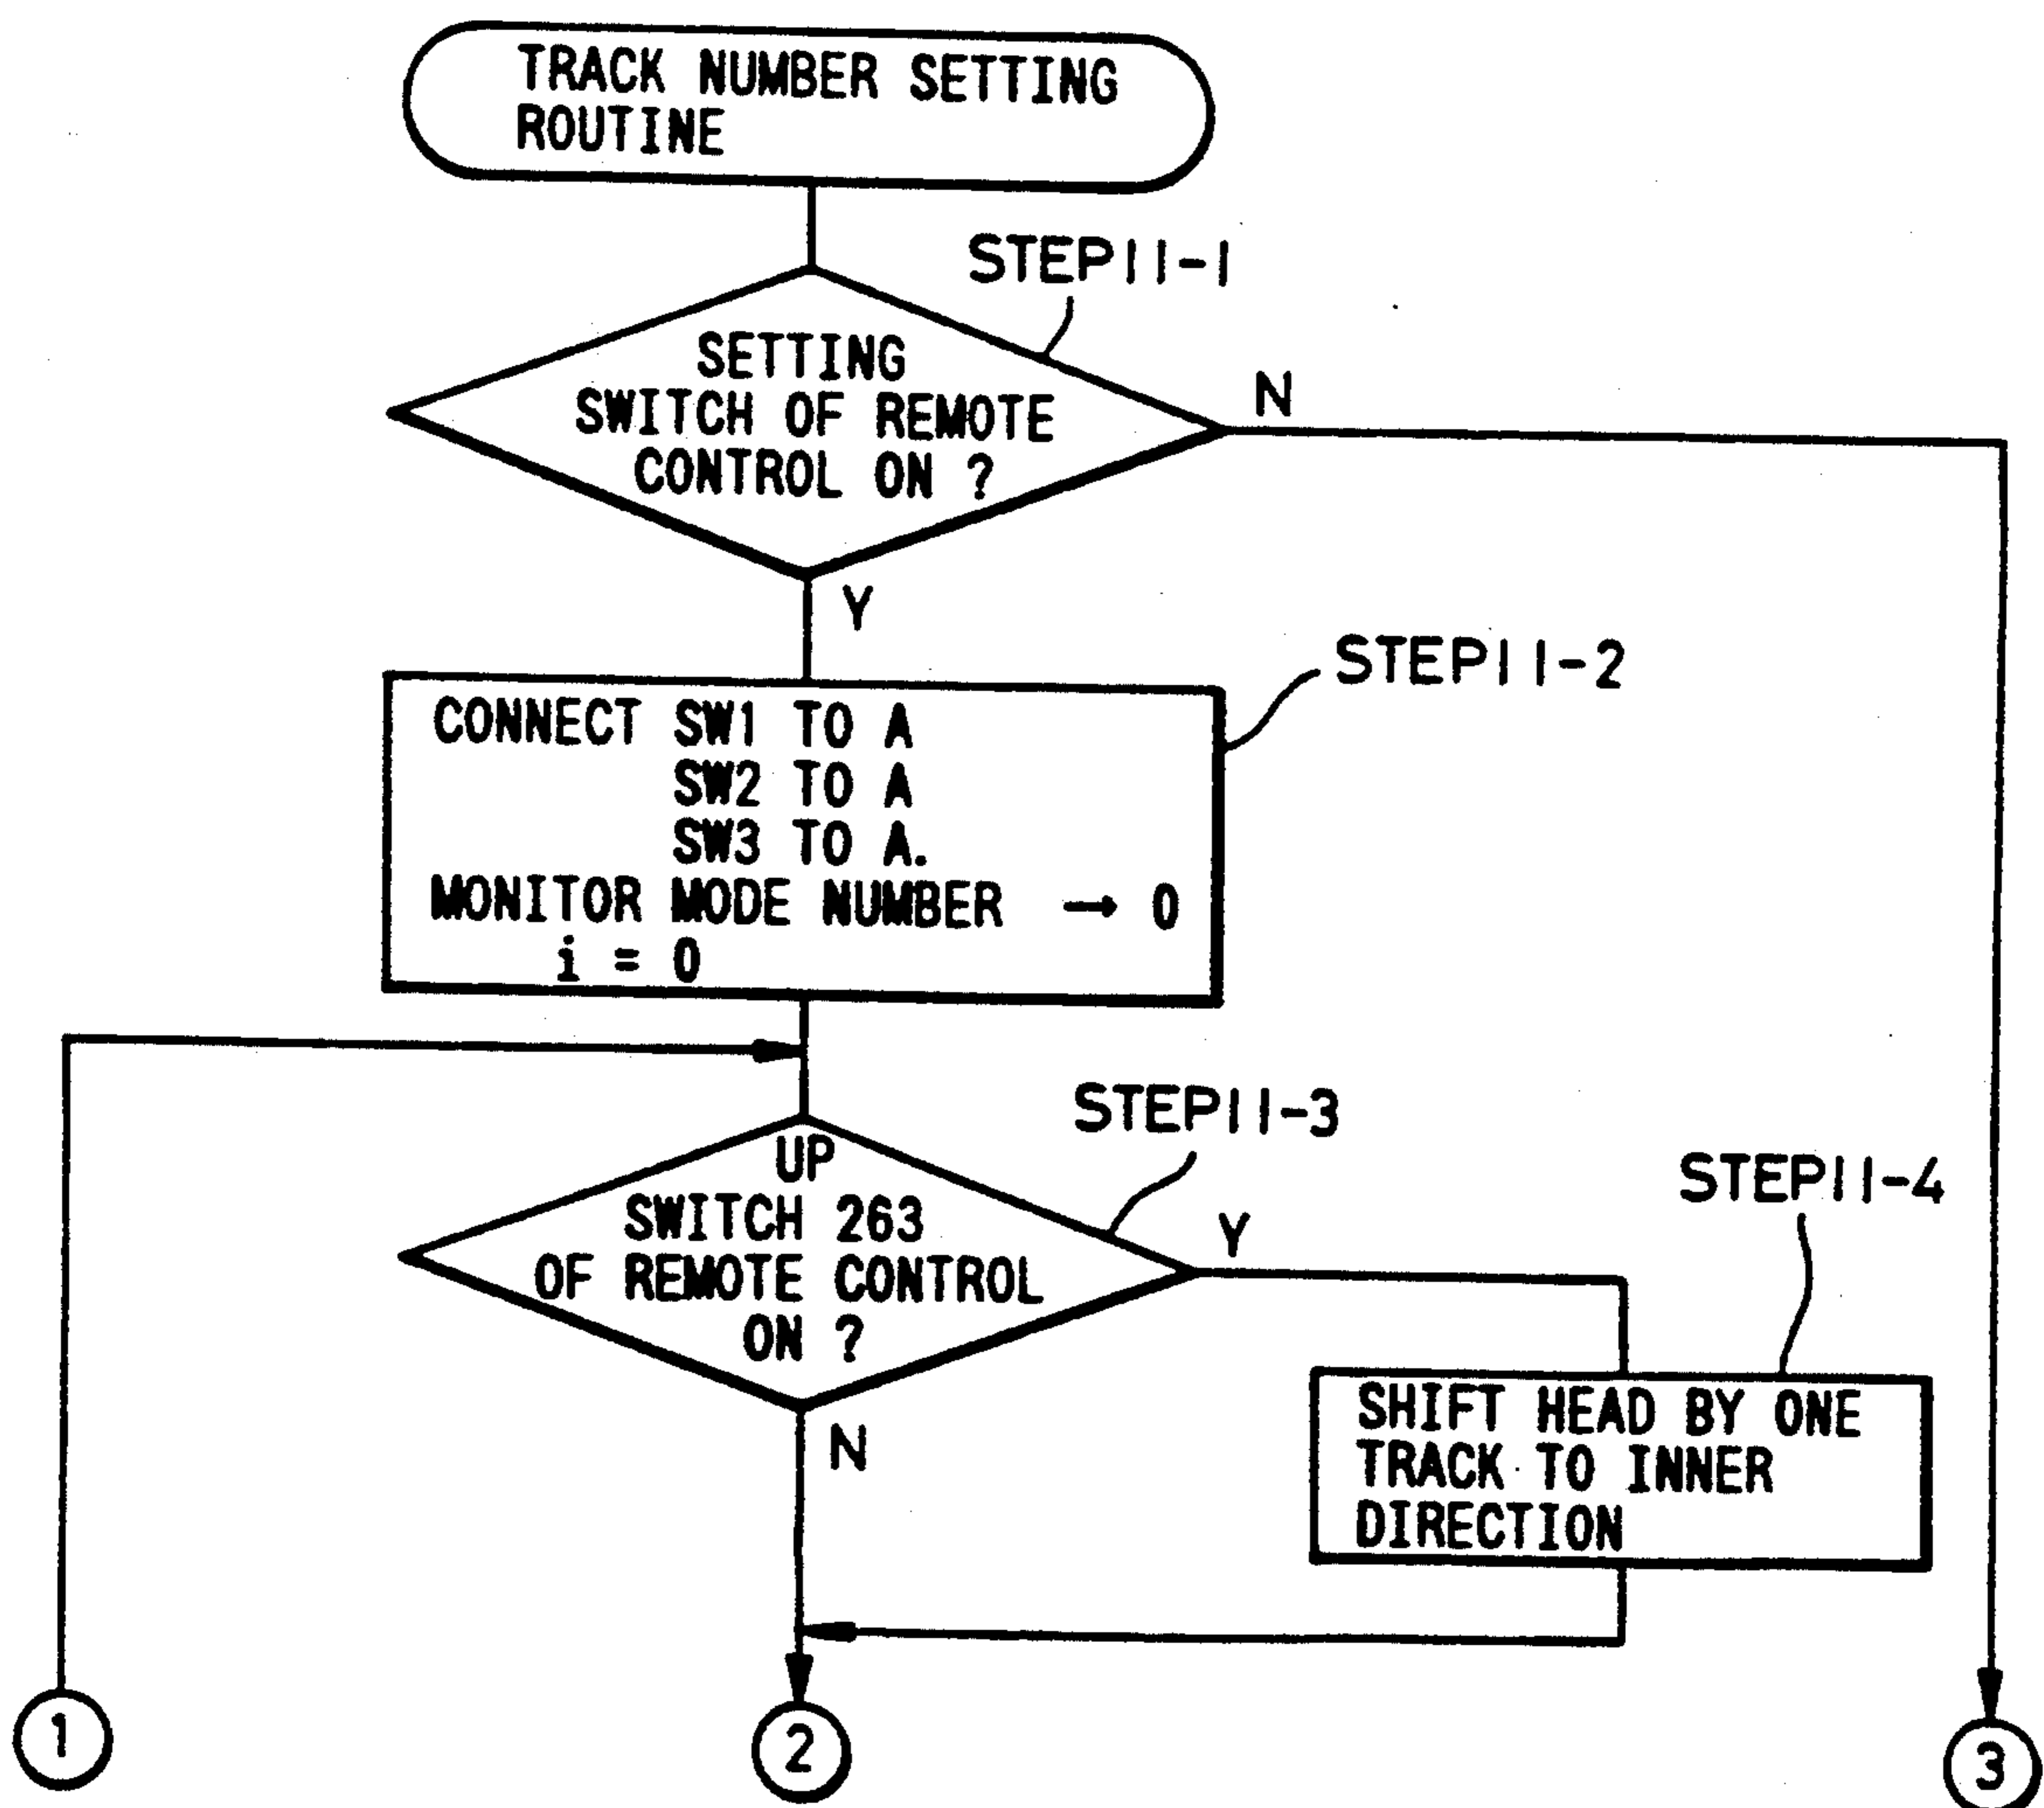 TRACK NUMBER SETTING
ROUTINE
STEP11-1
SETTING
SWITCH OF REMOTE
CONTROL ON ?
N
Y
STEP11-2
CONNECT SW1 TO A
SW2 TO A
SW3 TO A.
MONITOR MODE NUMBER → 0
i = 0
STEP11-3
UP
SWITCH 263
OF REMOTE CONTROL
ON ?
Y
STEP11-4
N
SHIFT HEAD BY ONE
TRACK TO INNER
DIRECTION
1
2
3